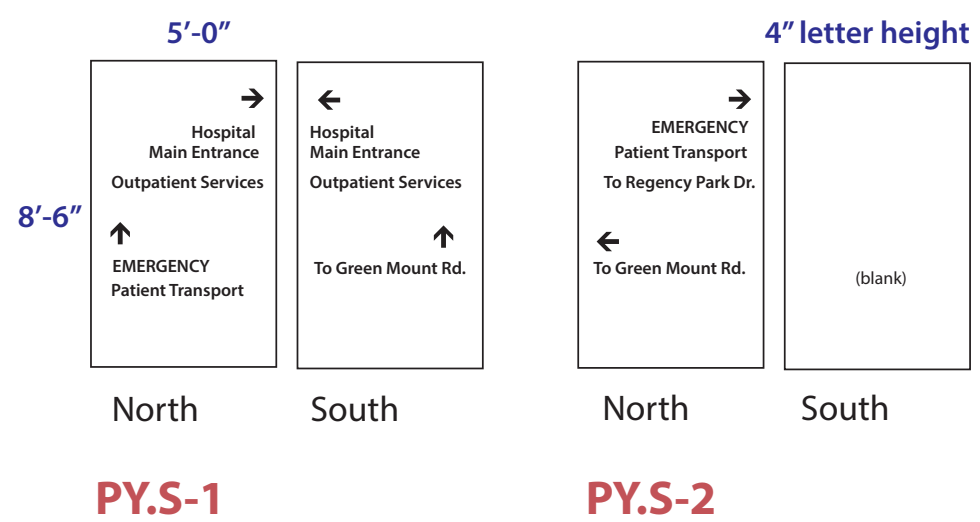 5’-0”
4” letter height
8’-6”
→
Hospital
Main Entrance
Outpatient Services
↑
EMERGENCY
Patient Transport
←
Hospital
Main Entrance
Outpatient Services
↑
To Green Mount Rd.
→
EMERGENCY
Patient Transport
To Regency Park Dr.
←
To Green Mount Rd.
(blank)
North
South
North
South
PY.S-1
PY.S-2